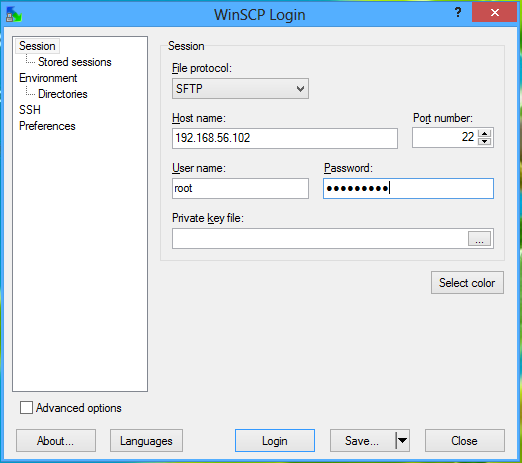 WinSCP Login
?
Session
Stored sessions
Environment
Directories
SSH
Preferences
Session
File protocol:
SFTP
Host name:
Port number:
192.168.56.102
22
User name:
Password:
root
●●●●●●●●●
Private key file:
...
Select color
Advanced options
About...
Languages
Login
Save...
Close